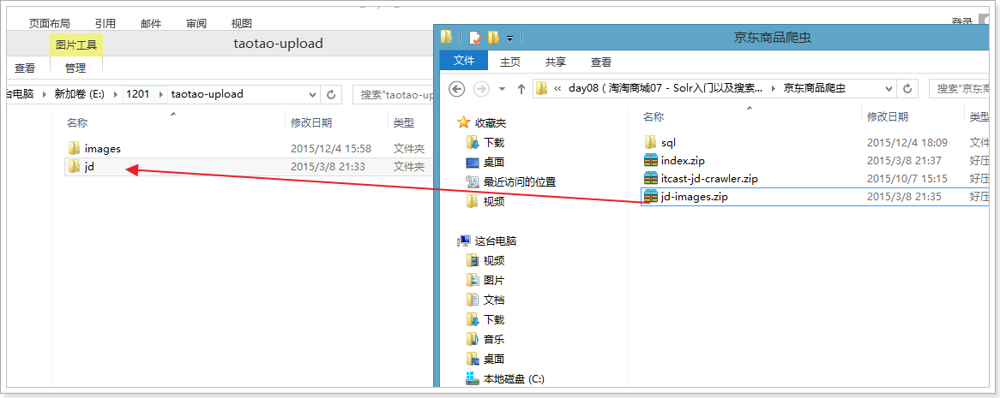 页面布局 引用 邮件 审阅 视图 登录
图片工具 taotao-upload
查看 管理
台电脑 新加卷 (E:) 1201 taotao-upload 搜索"taotao-up
名称 修改日期 类型
images 2015/12/4 15:58 文件夹
jd 2015/3/8 21:33 文件夹
京东商品爬虫
文件 主页 共享 查看
« day08（淘淘商城07 - Solr入门以及搜索... 京东商品爬虫 搜索"京东
名称 修改日期 类型
收藏夹
下载
桌面
最近访问的位置
视频
sql 2015/12/4 18:09 文件
index.zip 2015/3/8 21:37 好压
itcast-jd-crawler.zip 2015/10/7 15:15 好压
jd-images.zip 2015/3/8 21:35 好压
这台电脑
视频
图片
文档
下载
音乐
桌面
本地磁盘 (C:)